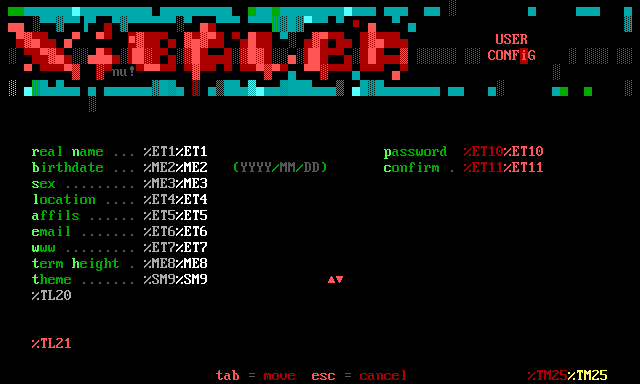 USER
CONFiG
nu!
real name ... %ET1%ET1
password %ET10%ET10
birthdate ... %ME2%ME2 (YYYY/MM/DD)
confirm . %ET11%ET11
sex ......... %ME3%ME3
location .... %ET4%ET4
affils ...... %ET5%ET5
email ....... %ET6%ET6
www ......... %ET7%ET7
term height . %ME8%ME8
theme ....... %SM9%SM9 ▲▼
%TL20
%TL21
tab = move esc = cancel %TM25%TM25